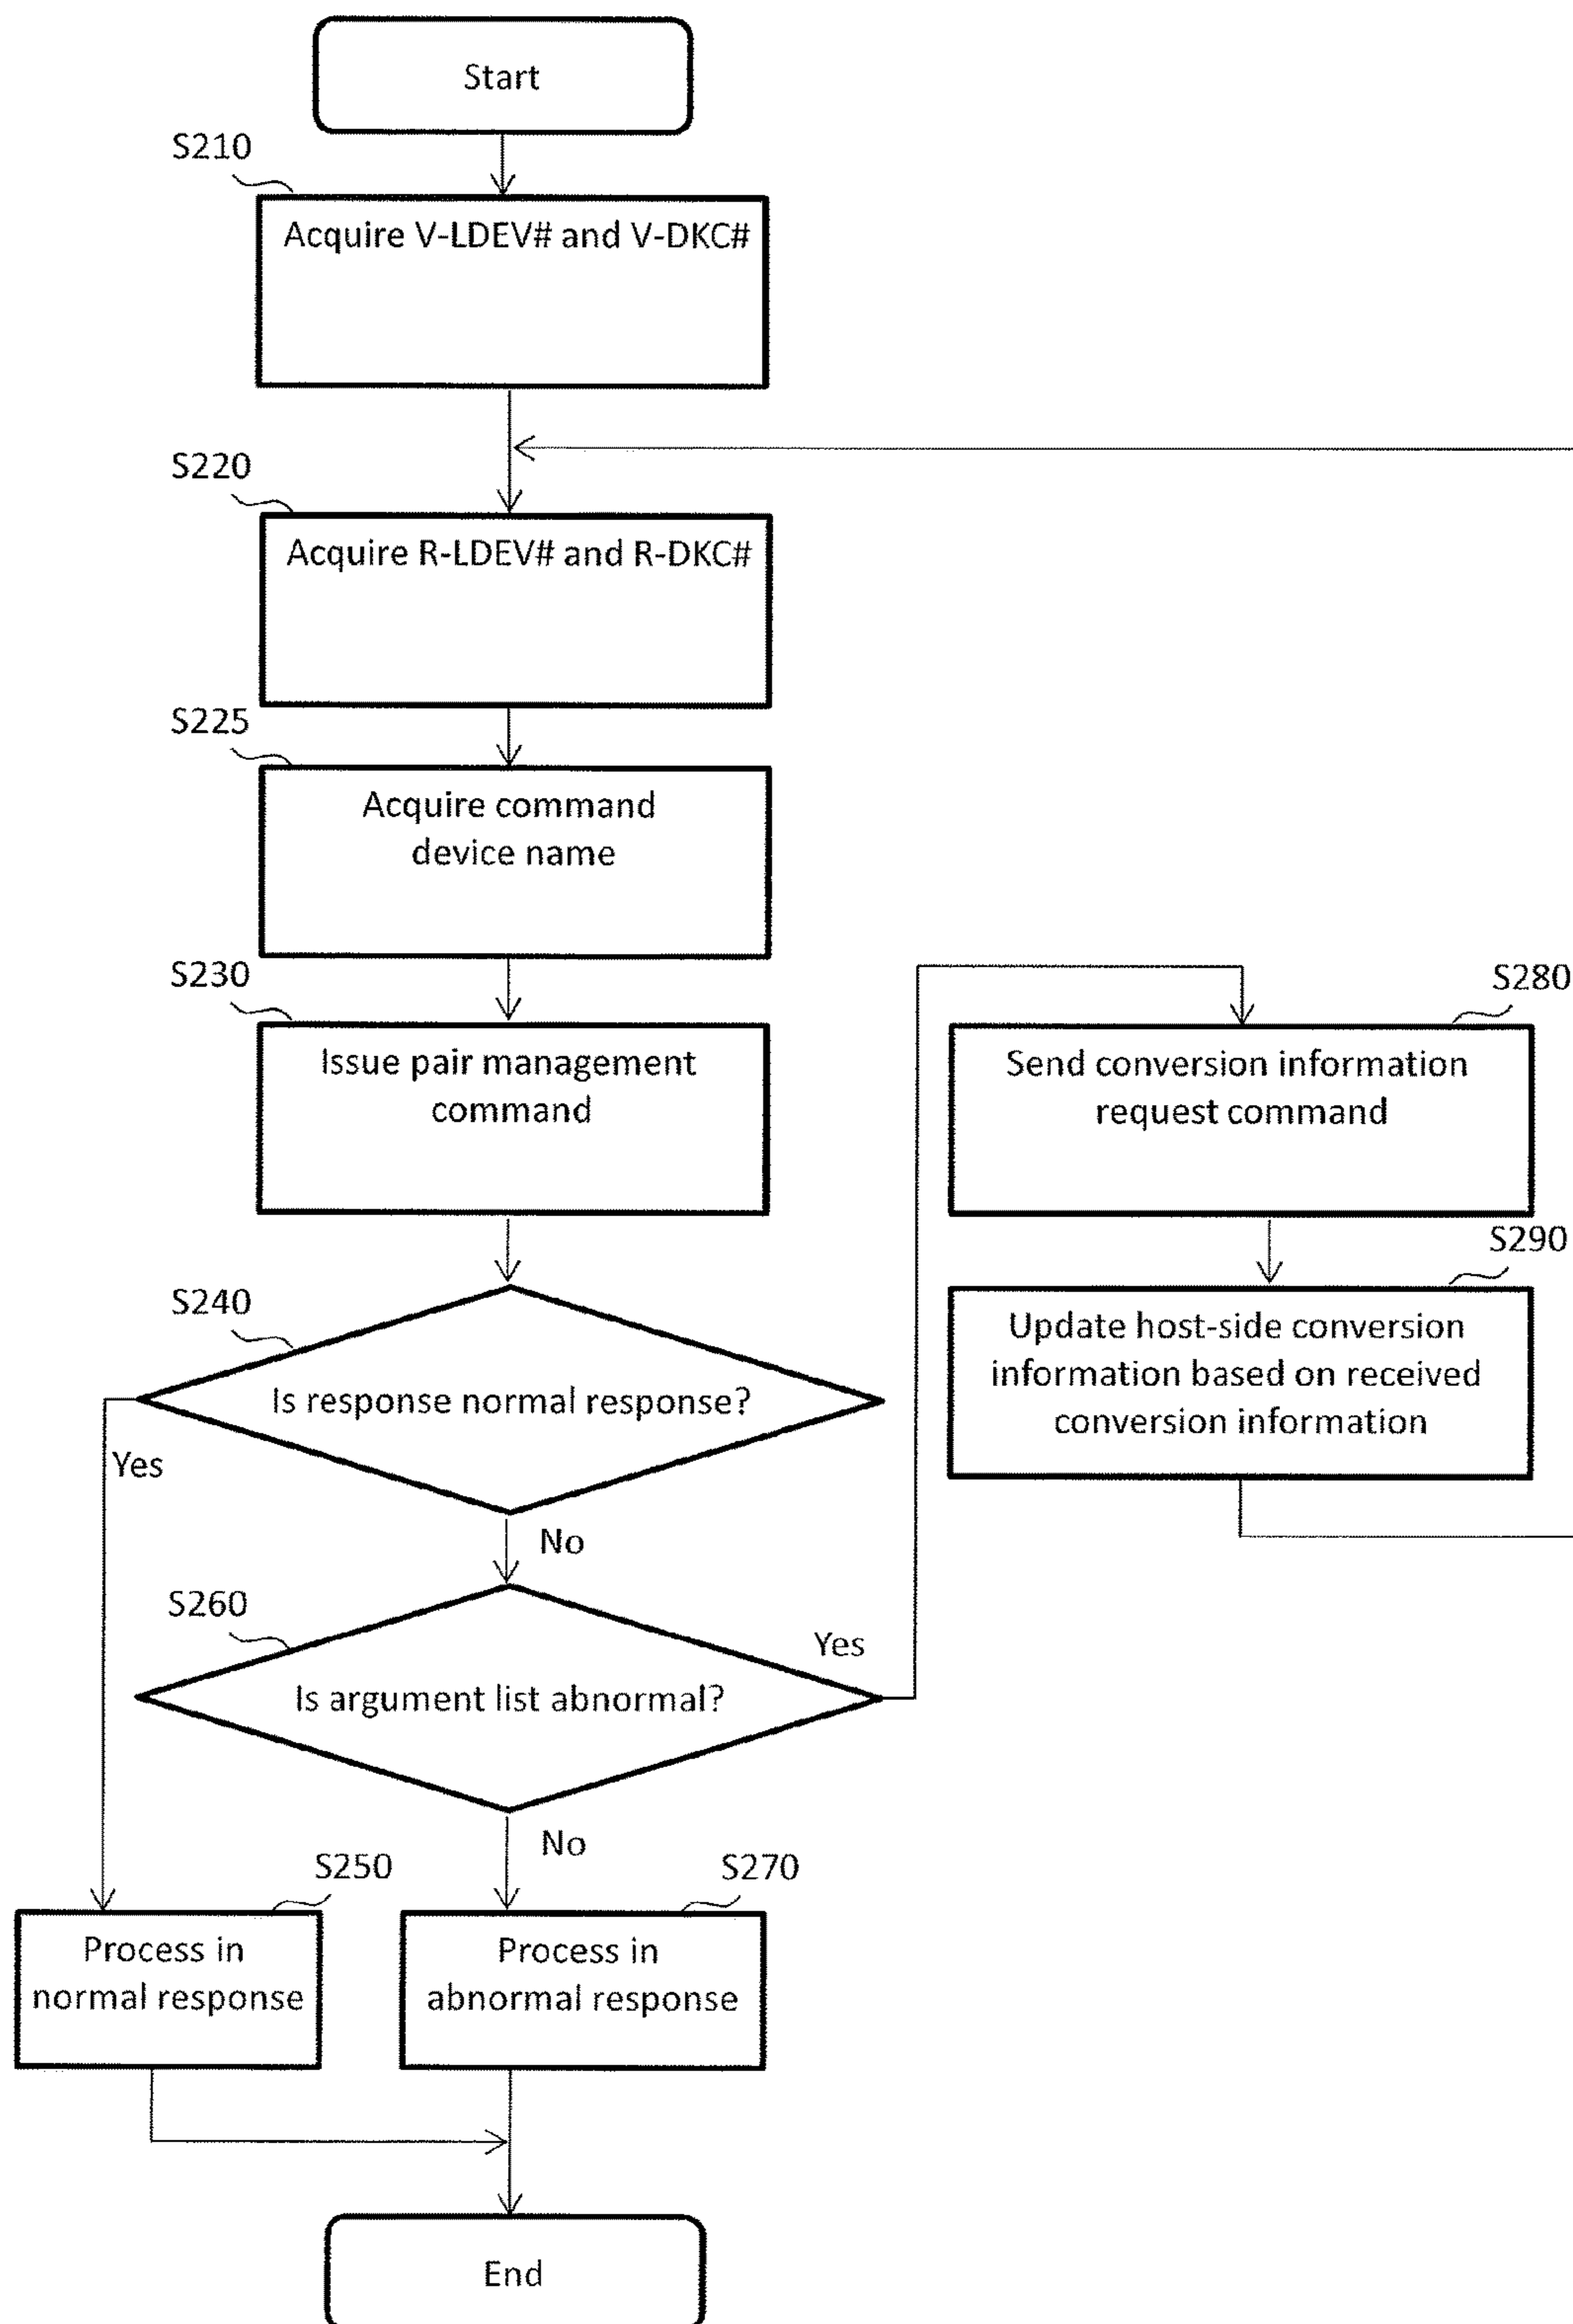 Start
S210
Acquire V-LDEV# and V-DKC#
S220
Acquire R-LDEV# and R-DKC#
S225
Acquire command
device name
S230
Issue pair management
command
S280
Send conversion information
request command
S290
Update host-side conversion
information based on received
conversion information
S240
Is response normal response?
Yes
No
S260
Is argument list abnormal?
Yes
No
S250
Process in
normal response
S270
Process in
abnormal response
End